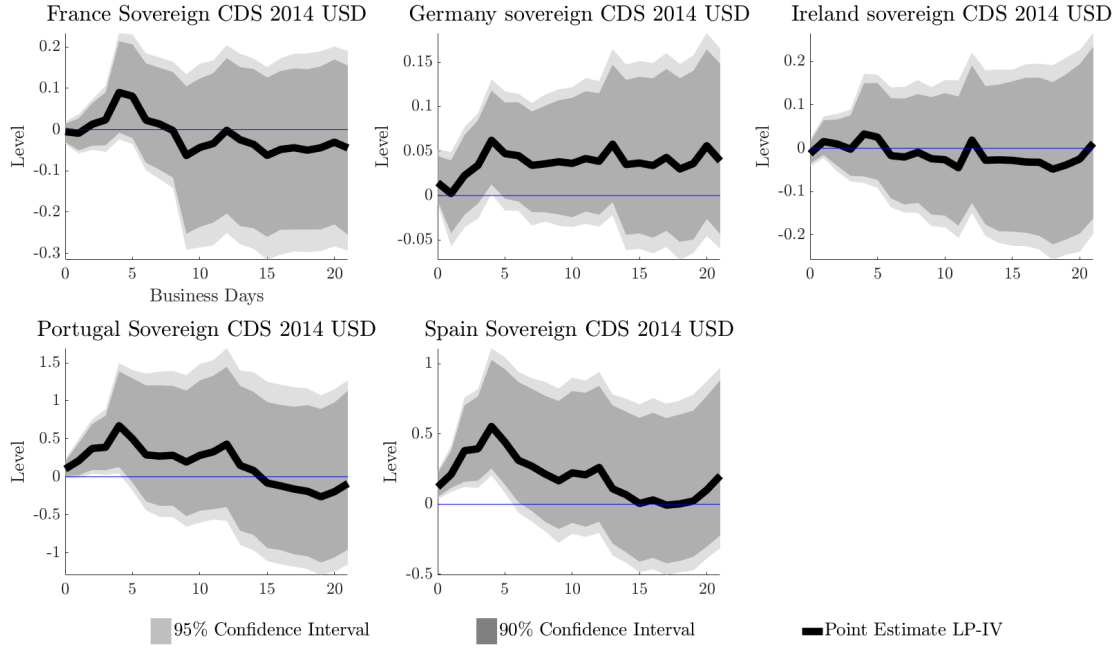 France Sovereign CDS 2014 USD
Germany sovereign CDS 2014 USD
Ireland sovereign CDS 2014 USD
Level
0.2
0.1
0
-0.1
-0.2
-0.3
0 5 10 15 20
Business Days
Level
0.15
0.1
0.05
0
-0.05
0 5 10 15 20
Level
0.2
0.1
0
-0.1
-0.2
0 5 10 15 20
Portugal Sovereign CDS 2014 USD
Spain Sovereign CDS 2014 USD
Level
1.5
1
0.5
0
-0.5
-1
0 5 10 15 20
Level
1
0.5
0
-0.5
0 5 10 15 20
95% Confidence Interval
90% Confidence Interval
Point Estimate LP-IV